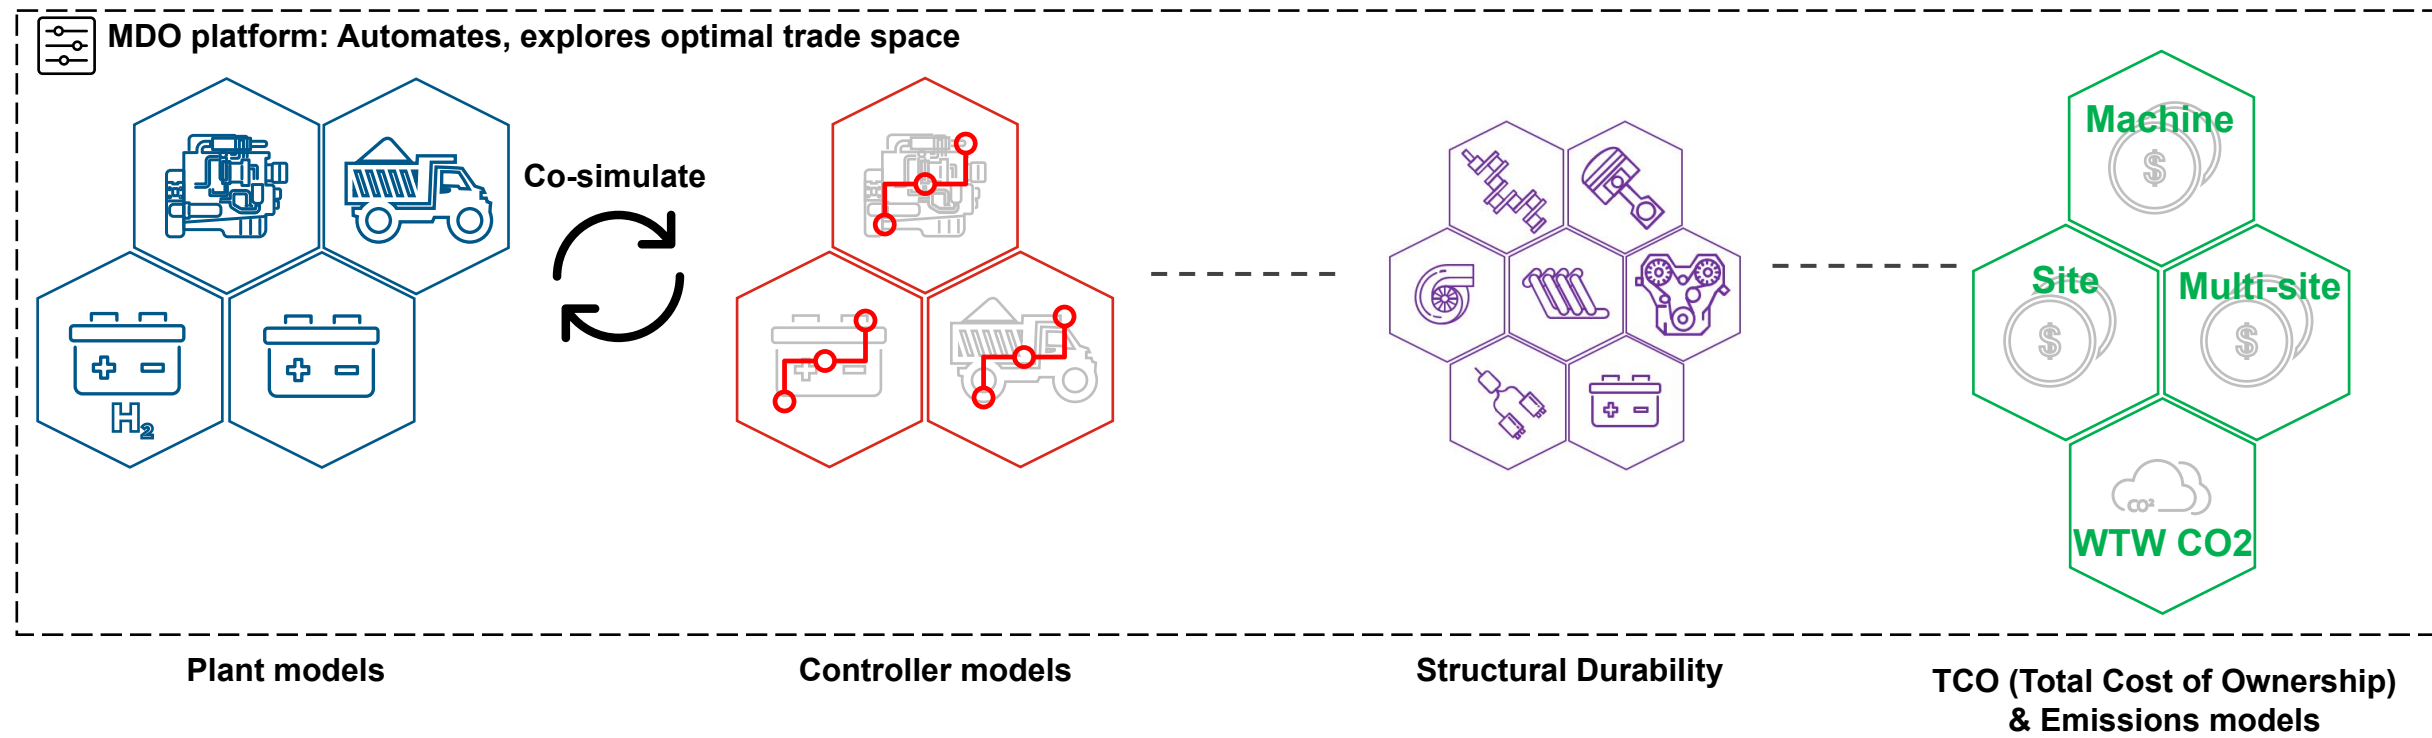 MDO platform: Automates, explores optimal trade space
Co-simulate
H2
Machine
$
Site
$
Multi-site
$
CO2
WTW CO2
Plant models
Controller models
Structural Durability
TCO (Total Cost of Ownership)
& Emissions models